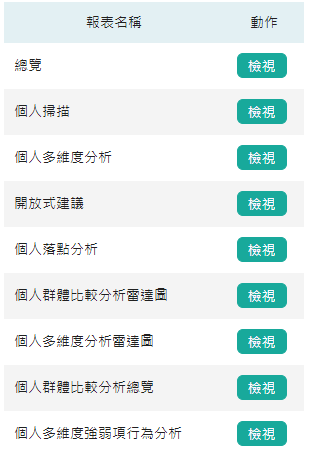 報表名稱 動作
總覽 檢視
個人掃描 檢視
個人多維度分析 檢視
開放式建議 檢視
個人落點分析 檢視
個人群體比較分析雷達圖 檢視
個人多維度分析雷達圖 檢視
個人群體比較分析總覽 檢視
個人多維度強弱項行為分析 檢視